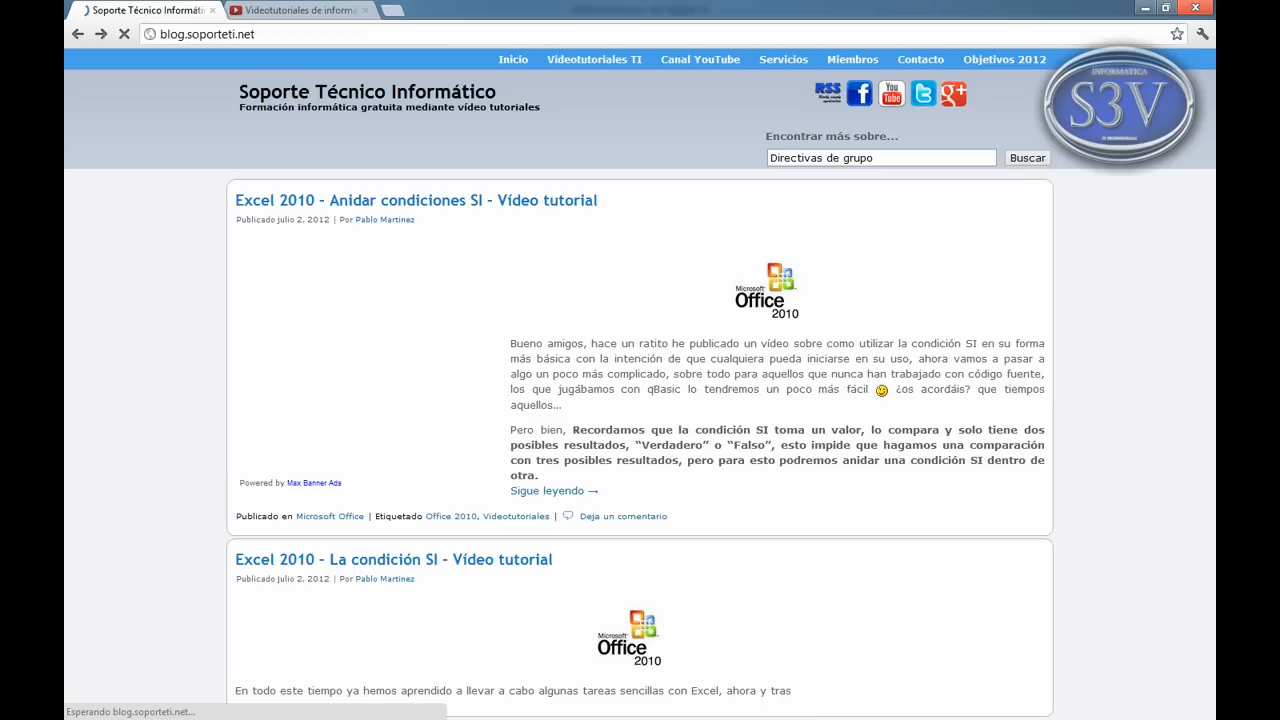 Soporte Técnico Informáti
Videotutoriales de informá
blog.soporteti.net
Inicio Videotutoriales TI Canal YouTube Servicios Miembros Contacto Objetivos 2012
Soporte Técnico Informático
Formación informática gratuita mediante vídeo tutoriales
RSS
You
Tube
INFORMATICA
S3V
Encontrar más sobre...
Directivas de grupo
Buscar
Excel 2010 – Anidar condiciones SI – Vídeo tutorial
Publicado julio 2, 2012 | Por Pablo Martinez
Microsoft
Office
2010
Bueno amigos, hace un ratito he publicado un vídeo sobre como utilizar la condición SI en su forma
más básica con la intención de que cualquiera pueda iniciarse en su uso, ahora vamos a pasar a
algo un poco más complicado, sobre todo para aquellos que nunca han trabajado con código fuente,
los que jugábamos con qBasic lo tendremos un poco más fácil ¿os acordáis? que tiempos
aquellos...
Pero bien, Recordamos que la condición SI toma un valor, lo compara y solo tiene dos
posibles resultados, “Verdadero” o “Falso”, esto impide que hagamos una comparación
con tres posibles resultados, pero para esto podremos anidar una condición SI dentro de
otra.
Powered by Max Banner Ads
Sigue leyendo →
Publicado en Microsoft Office | Etiquetado Office 2010, Videotutoriales | Deja un comentario
Excel 2010 – La condición SI – Vídeo tutorial
Publicado julio 2, 2012 | Por Pablo Martinez
Microsoft
Office
2010
En todo este tiempo ya hemos aprendido a llevar a cabo algunas tareas sencillas con Excel, ahora y tras
Esperando blog.soporteti.net...